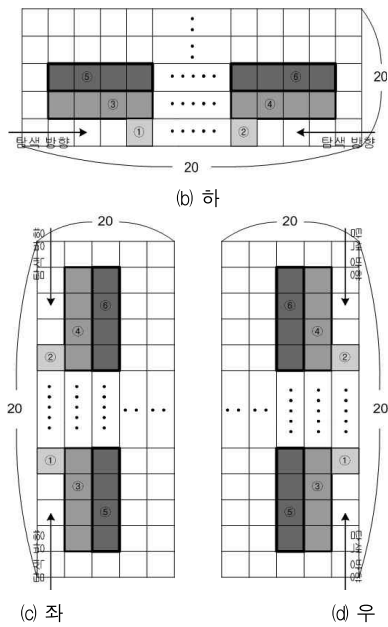 ⑤ ⑥
20
③ ④
① ②
탐색 방향 탐색 방향
20
(b) 하
20 20
탐색 방향 탐색 방향
⑥ ⑥
④ ④
② ②
20 20
① ①
③ ③
⑤ ⑤
탐색 방향 탐색 방향
(c) 좌 (d) 우